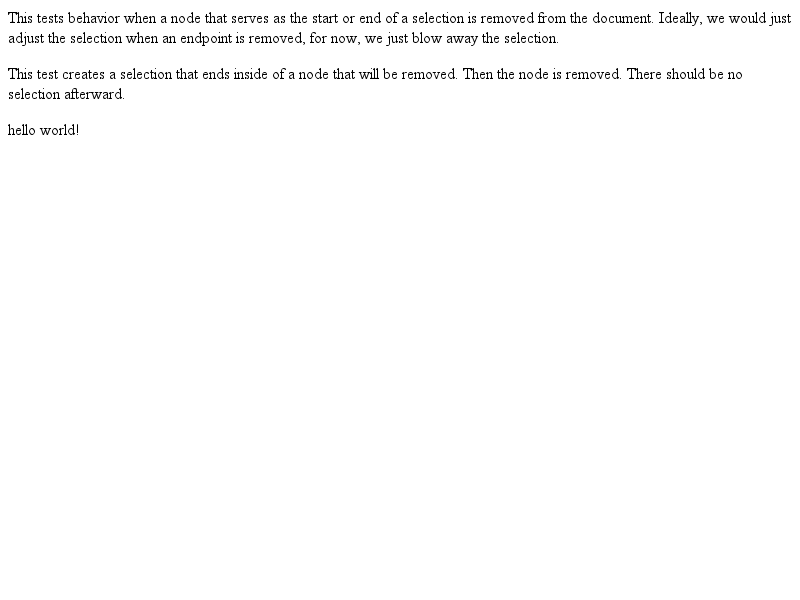 This tests behavior when a node that serves as the start or end of a selection is removed from the document. Ideally, we would just
adjust the selection when an endpoint is removed, for now, we just blow away the selection.
This test creates a selection that ends inside of a node that will be removed. Then the node is removed. There should be no
selection afterward.
hello world!